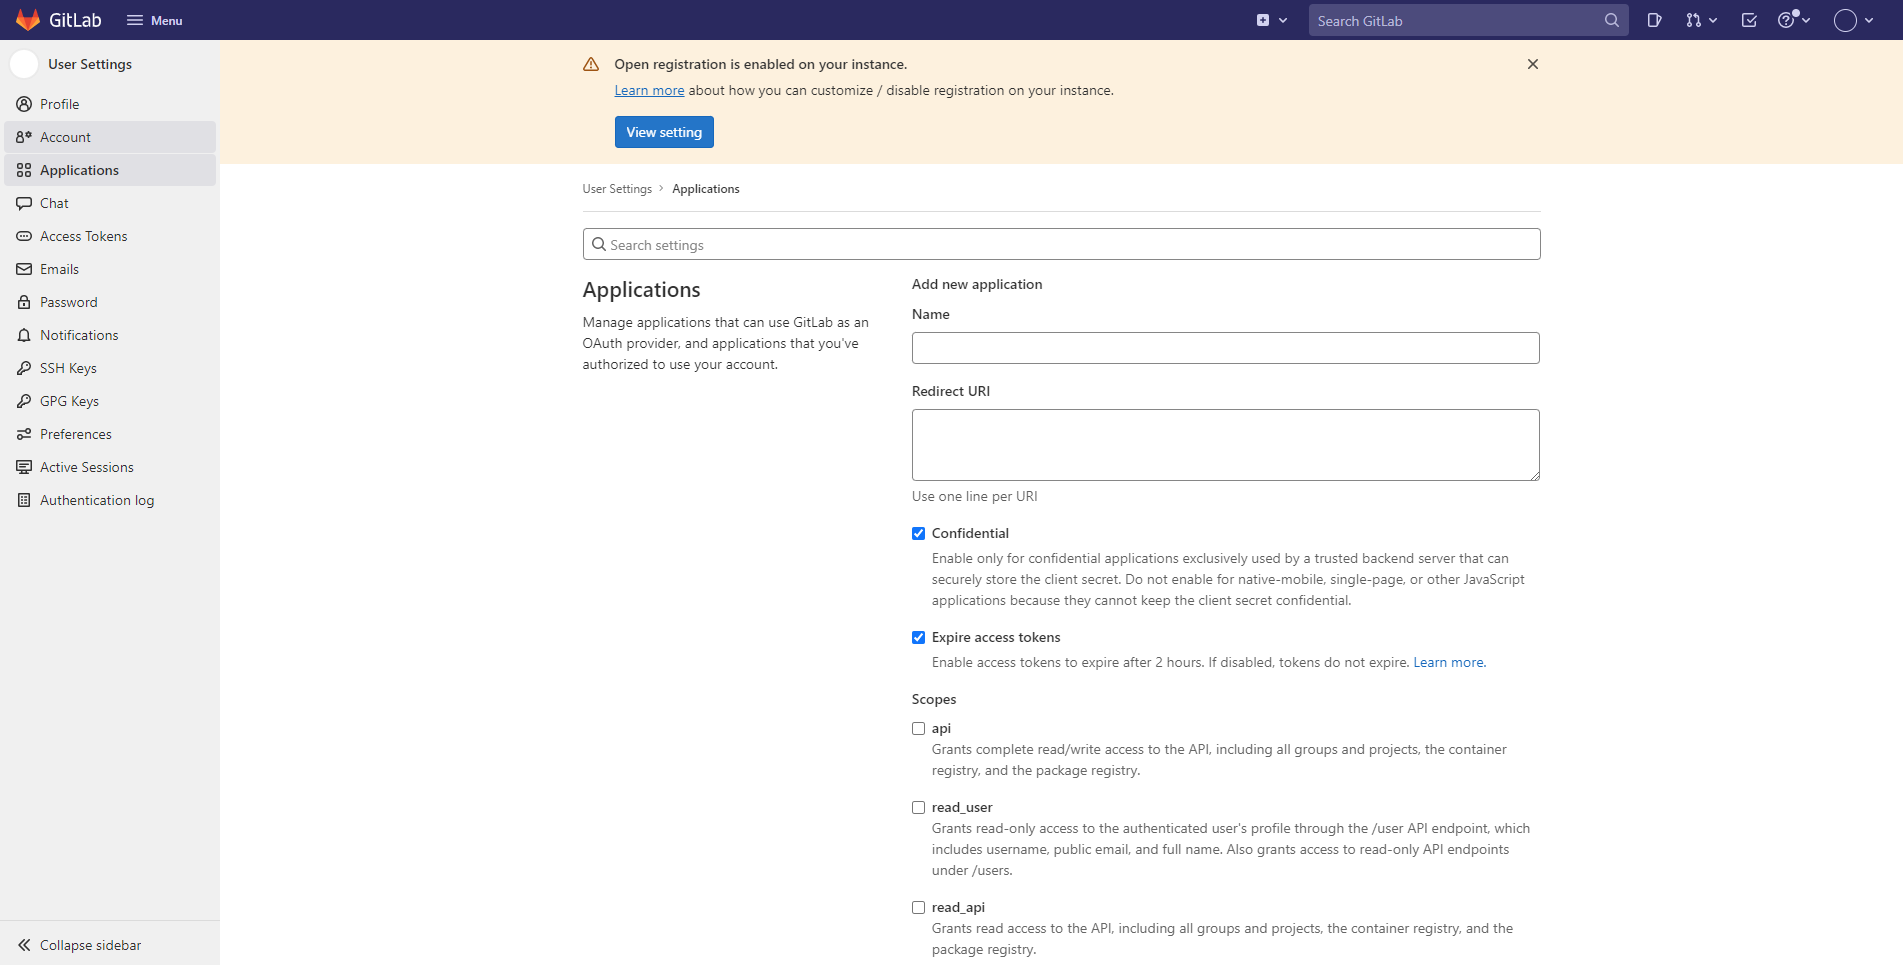 GitLab
Menu
Search GitLab
User Settings
Profile
Account
Applications
Chat
Access Tokens
Emails
Password
Notifications
SSH Keys
GPG Keys
Preferences
Active Sessions
Authentication log
Collapse sidebar
Open registration is enabled on your instance.
Learn more about how you can customize / disable registration on your instance.
View setting
User Settings > Applications
Search settings
Applications
Manage applications that can use GitLab as an
OAuth provider, and applications that you've
authorized to use your account.
Add new application
Name
Redirect URI
Use one line per URI
Confidential
Enable only for confidential applications exclusively used by a trusted backend server that can
securely store the client secret. Do not enable for native-mobile, single-page, or other JavaScript
applications because they cannot keep the client secret confidential.
Expire access tokens
Enable access tokens to expire after 2 hours. If disabled, tokens do not expire. Learn more.
Scopes
api
Grants complete read/write access to the API, including all groups and projects, the container
registry, and the package registry.
read_user
Grants read-only access to the authenticated user's profile through the /user API endpoint, which
includes username, public email, and full name. Also grants access to read-only API endpoints
under /users.
read_api
Grants read access to the API, including all groups and projects, the container registry, and the
package registry.